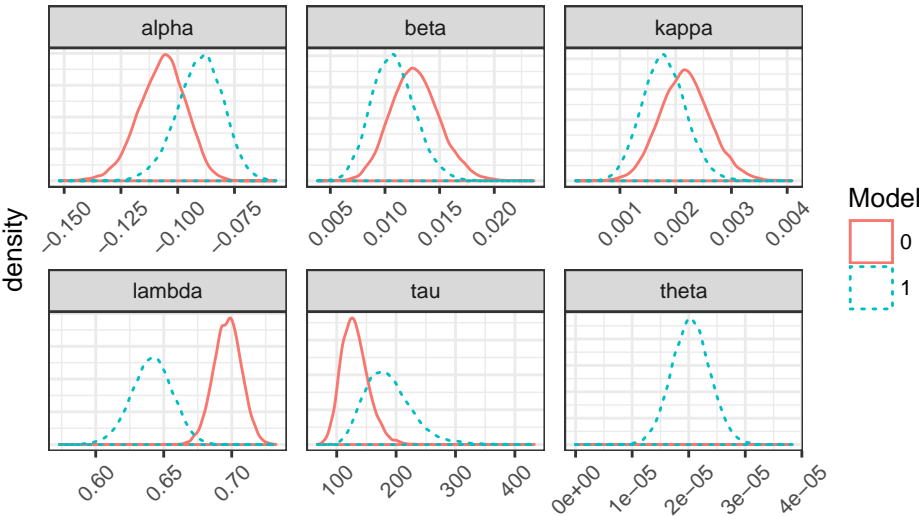 alpha beta kappa
−0.150 −0.125 −0.100 −0.075 0.005 0.010 0.015 0.020 0.001 0.002 0.003 0.004
density
Model
0
1
lambda tau theta
0.60 0.65 0.70 100 200 300 400 0e+00 1e−05 2e−05 3e−05 4e−05